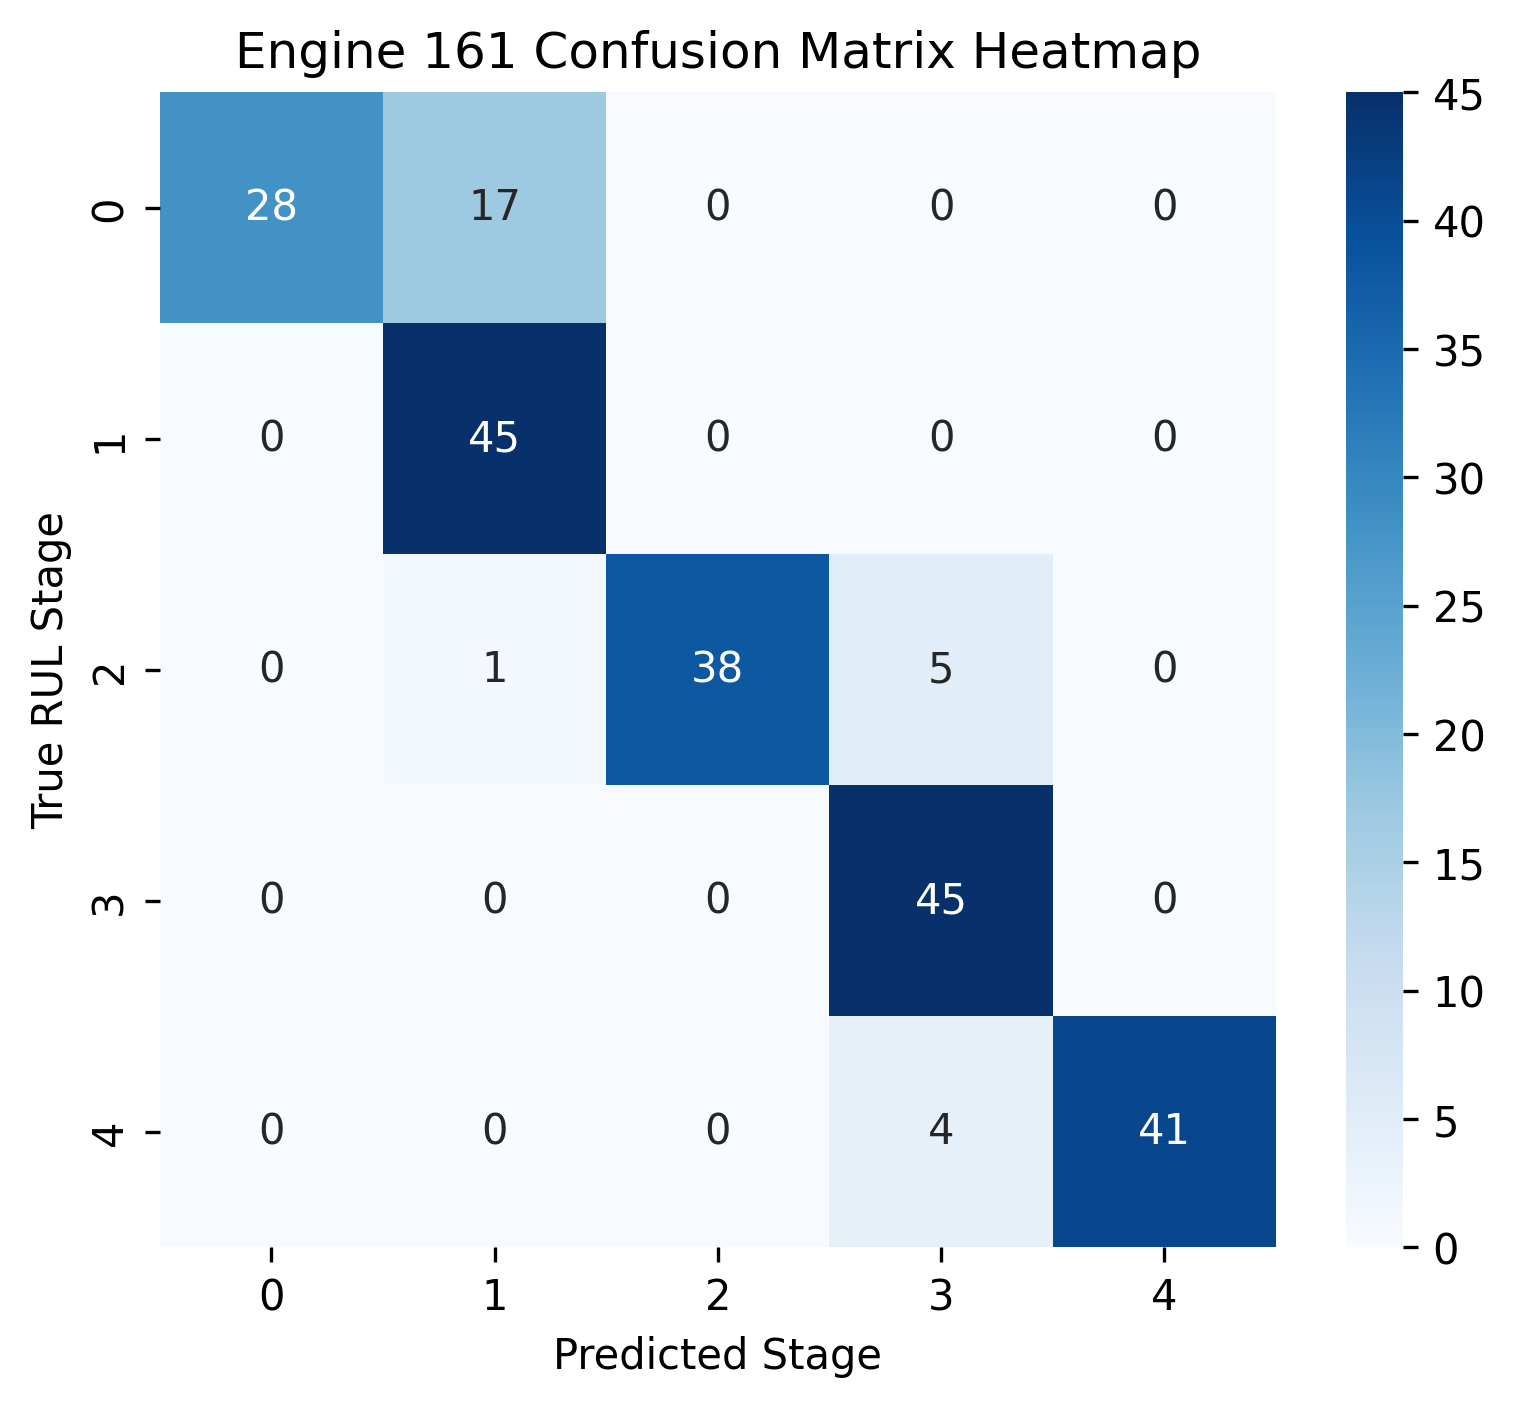 Engine 161 Confusion Matrix Heatmap
True RUL Stage
0 28 17 0 0 0
1 0 45 0 0 0
2 0 1 38 5 0
3 0 0 0 45 0
4 0 0 0 4 41
0 1 2 3 4
Predicted Stage
45
40
35
30
25
20
15
10
5
0